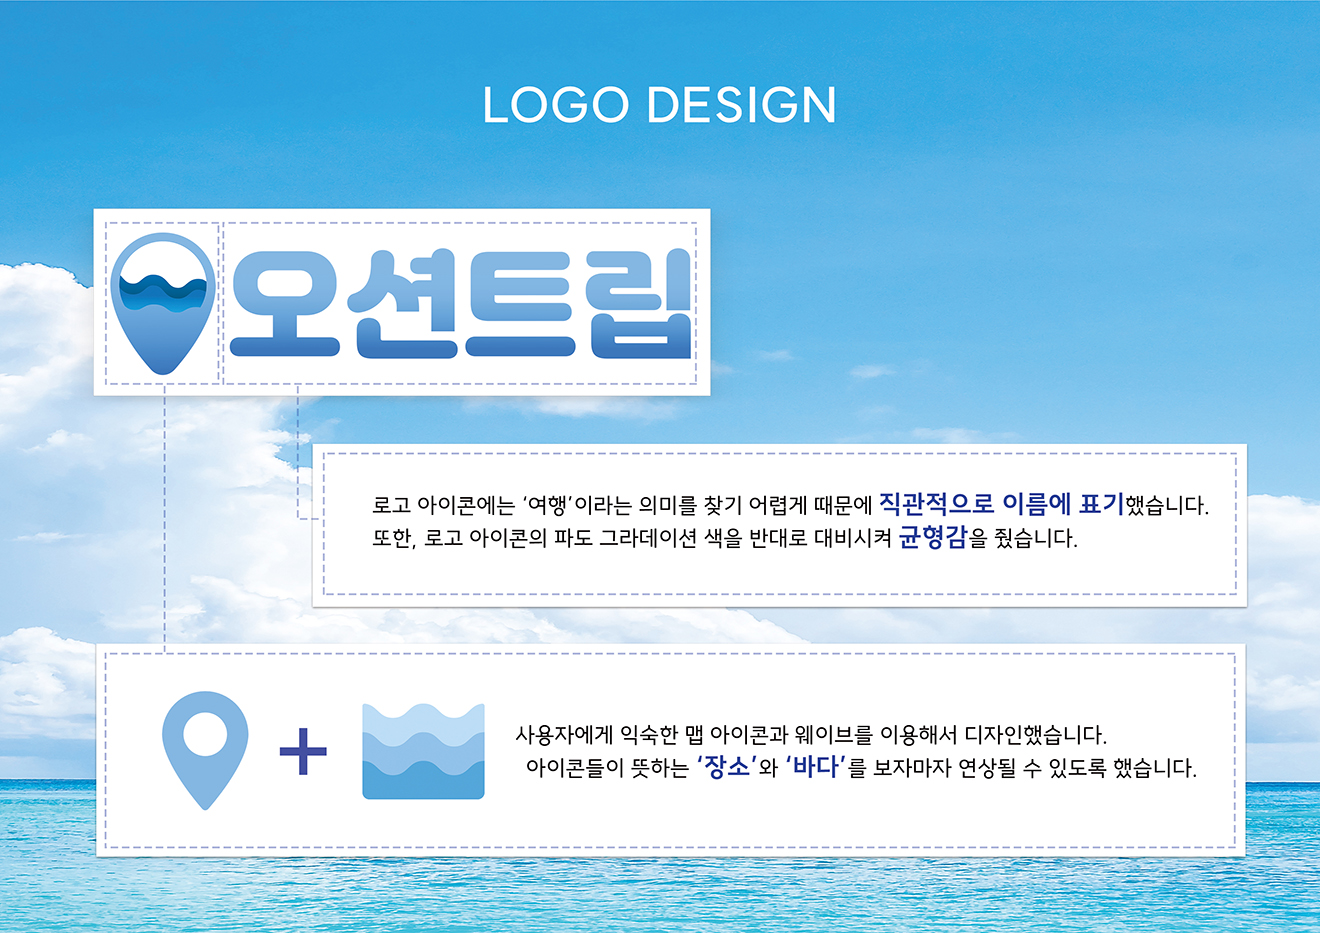 LOGO DESIGN
오션트립
로고 아이콘에는 ‘여행’이라는 의미를 찾기 어렵게 때문에 직관적으로 이름에 표기했습니다.
또한, 로고 아이콘의 파도 그라데이션 색을 반대로 대비시켜 균형감을 줬습니다.
사용자에게 익숙한 맵 아이콘과 웨이브를 이용해서 디자인했습니다.
아이콘들이 뜻하는 ‘장소’와 ‘바다’를 보자마자 연상될 수 있도록 했습니다.